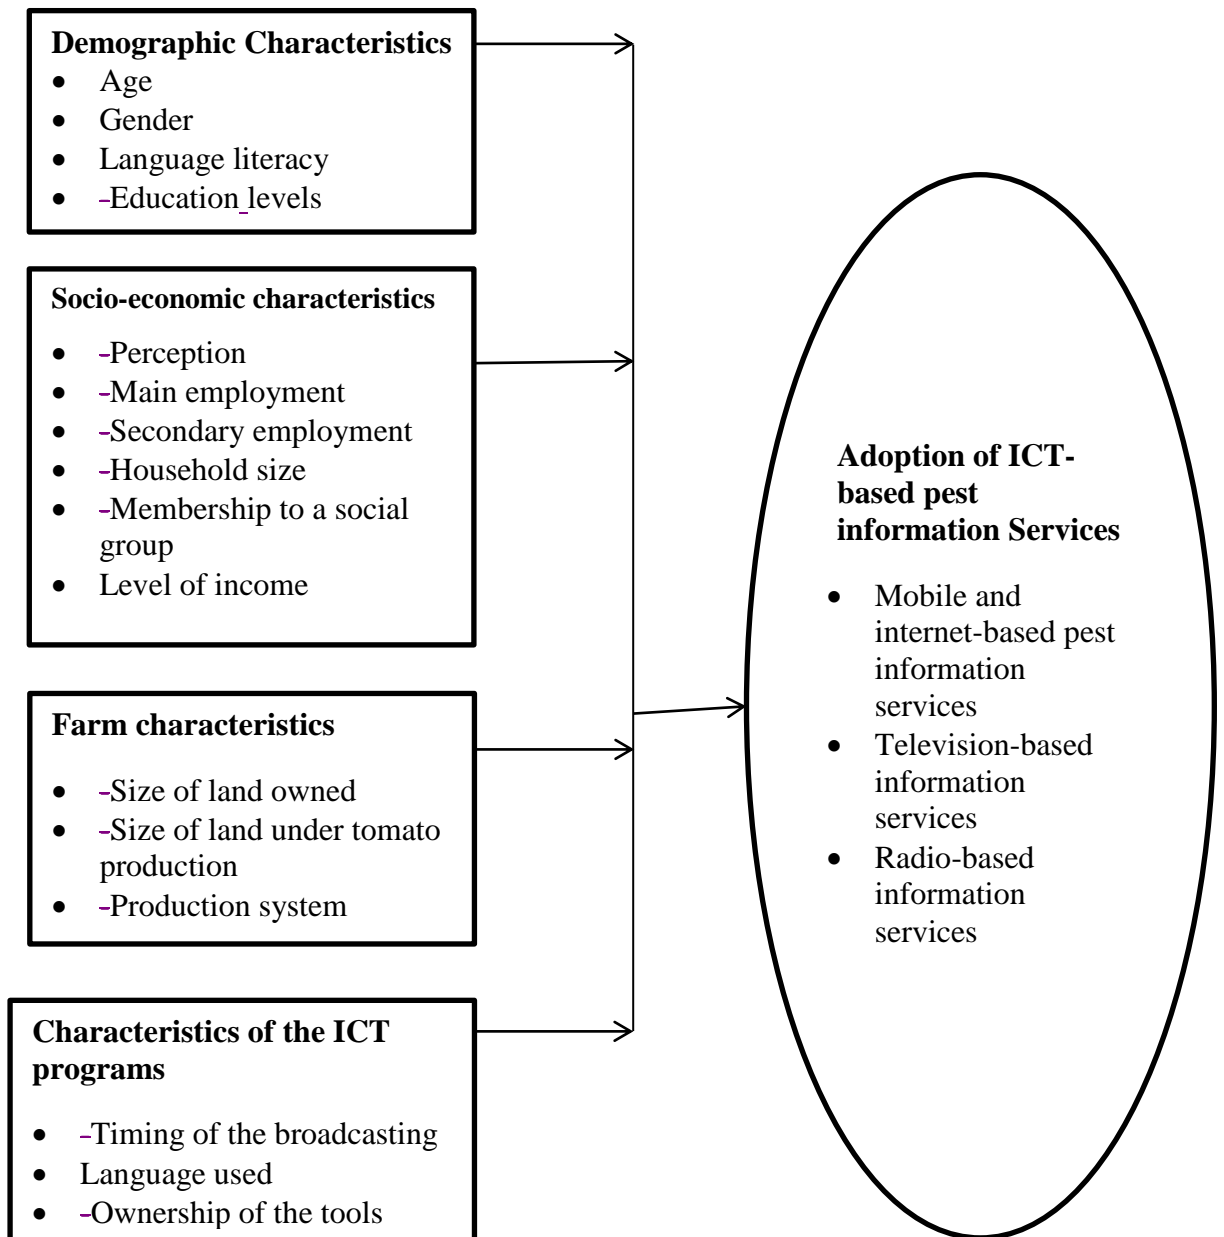 Demographic Characteristics
• Age
• Gender
• Language literacy
• -Education levels
Socio-economic characteristics
• -Perception
• -Main employment
• -Secondary employment
• -Household size
• -Membership to a social
group
• Level of income
Farm characteristics
• -Size of land owned
• -Size of land under tomato
production
• -Production system
Characteristics of the ICT
programs
• -Timing of the broadcasting
• Language used
• -Ownership of the tools
Adoption of ICT-
based pest
information Services
• Mobile and
internet-based pest
information
services
• Television-based
information
services
• Radio-based
information
services